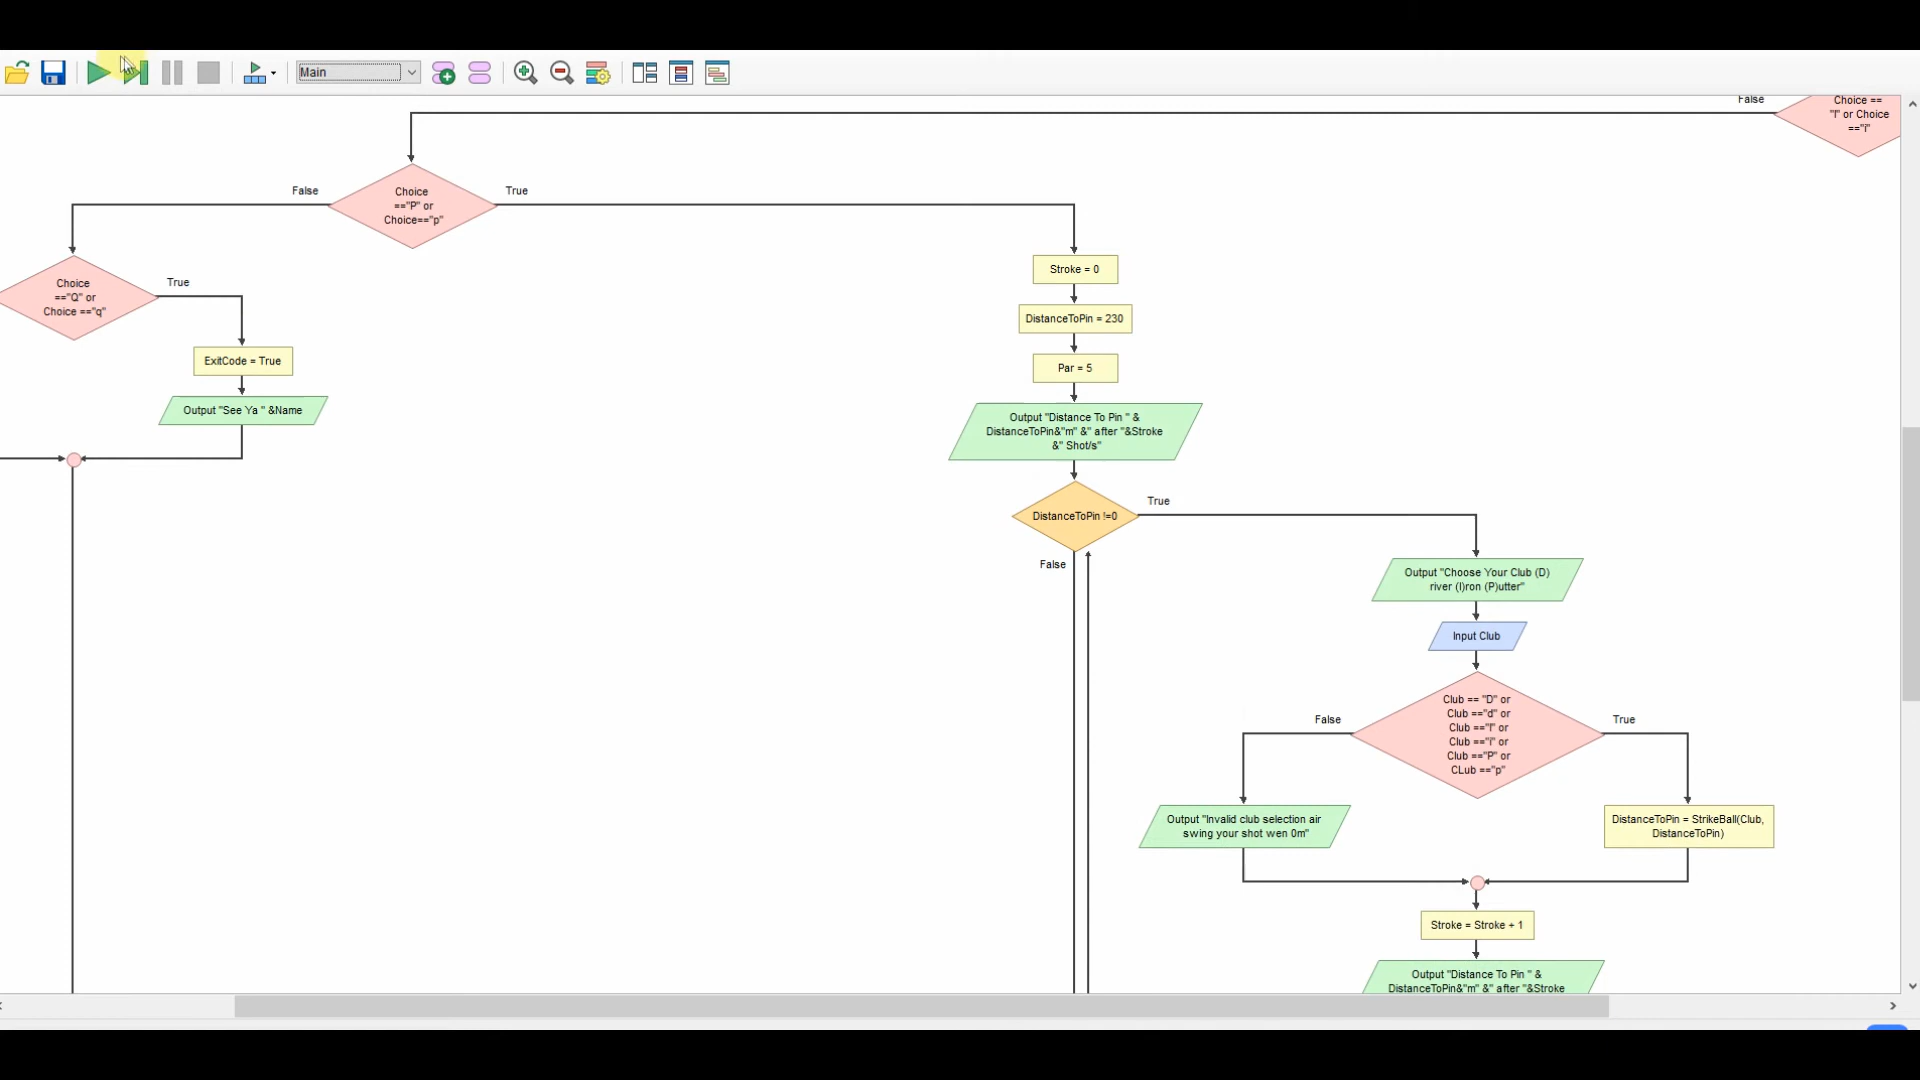 Main
False
Choice ==
"I" or Choice
=="i"
Choice
=="P" or
Choice=="p"
False
True
Choice
=="Q" or
Choice =="q"
True
ExitCode = True
Output "See Ya " &Name
Stroke = 0
DistanceToPin = 230
Par = 5
Output "Distance To Pin " &
DistanceToPin&"m" &" after "&Stroke
&" Shot/s"
DistanceToPin !=0
True
False
Output "Choose Your Club (D)
river (I)ron (P)utter"
Input Club
Club == "D" or
Club =="d" or
Club =="I" or
Club =="i" or
Club =="P" or
CLub =="p"
False
True
Output "Invalid club selection air
swing your shot wen 0m"
DistanceToPin = StrikeBall(Club,
DistanceToPin)
Stroke = Stroke + 1
Output "Distance To Pin " &
DistanceToPin&"m" &" after "&Stroke